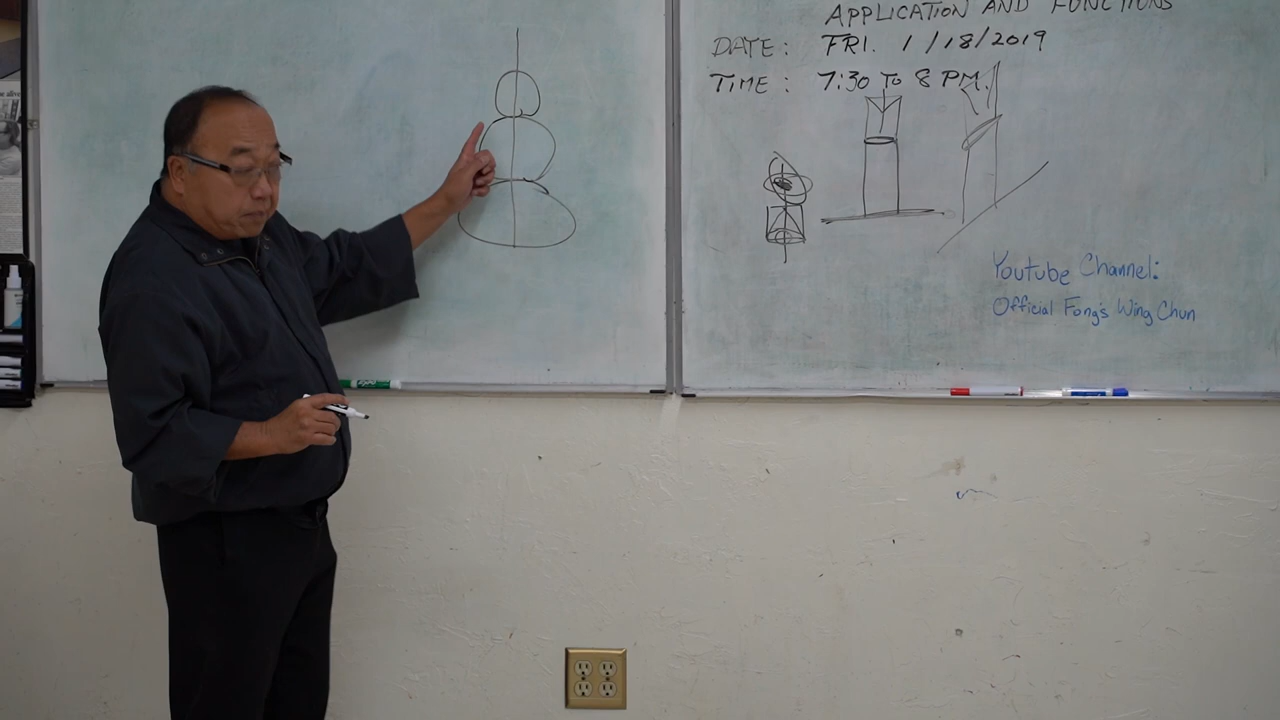 APPLICATION AND FUNCTIONS
DATE: FRI. 1/18/2019
TIME: 7:30 TO 8 PM.
Youtube Channel:
Official Fong's Wing Chun